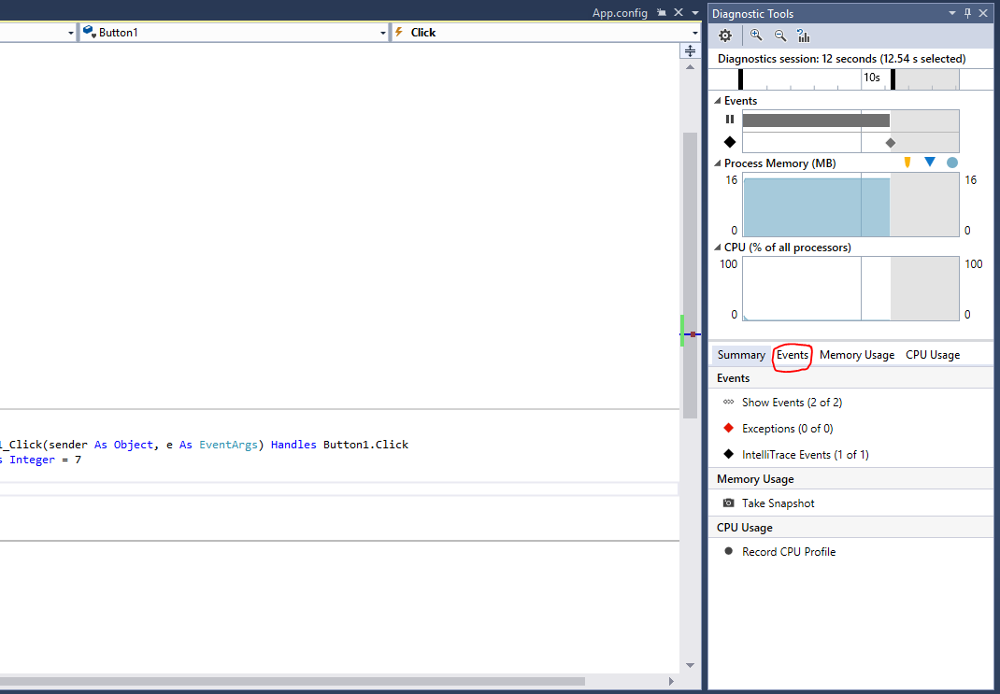 App.config
Button1
Click
Diagnostic Tools
Diagnostics session: 12 seconds (12.54 s selected)
10s
Events
Process Memory (MB)
16 16
0 0
CPU (% of all processors)
100 100
0 0
Summary Events Memory Usage CPU Usage
Events
Show Events (2 of 2)
Exceptions (0 of 0)
IntelliTrace Events (1 of 1)
Memory Usage
Take Snapshot
CPU Usage
Record CPU Profile
_Click(sender As Object, e As EventArgs) Handles Button1.Click
Integer = 7